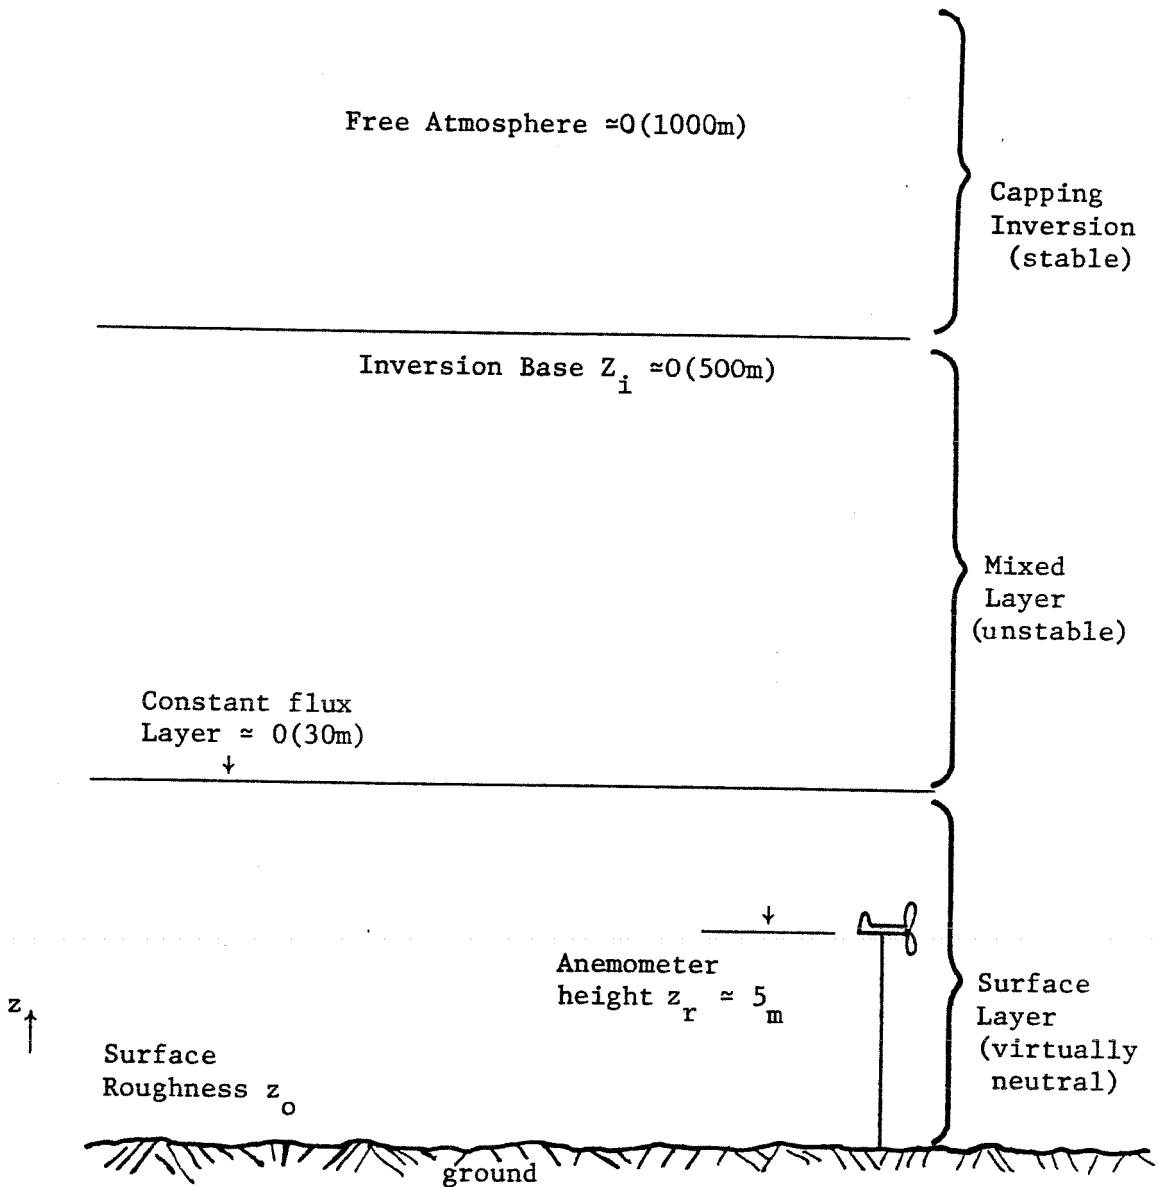 Free Atmosphere ≃0(1000m)
Capping
Inversion
(stable)
Inversion Base Z_i ≃0(500m)
Mixed
Layer
(unstable)
Constant flux
Layer ≃ 0(30m)
Anemometer
height z_r ≃ 5_m
Surface
Layer
(virtually
neutral)
z
Surface
Roughness z_o
ground